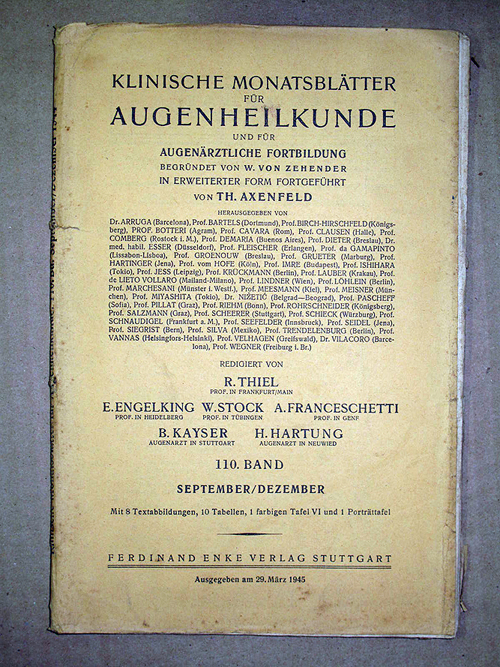 KLINISCHE MONATSBLÄTTER
FÜR
AUGENHEILKUNDE
UND FÜR
AUGENÄRZTLICHE FORTBILDUNG
BEGRÜNDET VON W. VON ZEHENDER
IN ERWEITERTER FORM FORTGEFÜHRT
VON TH. AXENFELD
HERAUSGEGEBEN VON
Dr. ARRUGA (Barcelona), Prof. BARTELS (Dortmund), Prof. BIRCH-HIRSCHFELD (Königs-
berg), PROF. BOTTERI (Agram), Prof. CAVARA (Rom), Prof. CLAUSEN (Halle), Prof.
COMBERG (Rostock i. M.), Prof. DEMARIA (Buenos Aires), Prof. DIETER (Breslau), Dr.
med. habil. ESSER (Düsseldorf), Prof. FLEISCHER (Erlangen), Prof. da GAMAPINTO
(Lissabon-Lisboa), Prof. GROENOUW (Breslau), Prof. GRUETER (Marburg), Prof.
HARTINGER (Jena), Prof. vom HOFE (Köln), Prof. IMRE (Budapest), Prof. ISHIHARA
(Tokio), Prof. JESS (Leipzig), Prof. KRÜCKMANN (Berlin), Prof. LAUBER (Krakau), Prof.
de LIETO VOLLARO (Mailand-Milano), Prof. LINDNER (Wien), Prof. LÖHLEIN (Berlin),
Prof. MARCHESANI (Münster i. Westf.), Prof. MEESMANN (Kiel), Prof. MEISNER (Mün-
chen), Prof. MIYASHITA (Tokio), Dr. NIŽETIĆ (Belgrad—Beograd), Prof. PASCHEFF
(Sofia), Prof. PILLAT (Graz), Prof. RIEHM (Bonn), Prof. ROHRSCHNEIDER (Königsberg),
Prof. SALZMANN (Graz), Prof. SCHEERER (Stuttgart), Prof. SCHIECK (Würzburg), Prof.
SCHNAUDIGEL (Frankfurt a. M.), Prof. SEEFELDER (Innsbruck), Prof. SEIDEL (Jena),
Prof. SIEGRIST (Bern), Prof. SILVA (Mexiko), Prof. TRENDELENBURG (Berlin), Prof.
VANNAS (Helsingfors-Helsinki), Prof. VELHAGEN (Greifswald), Dr. VILACORO (Barce-
lona), Prof. WEGNER (Freiburg i. Br.)
REDIGIERT VON
R. THIEL
PROF. IN FRANKFURT/MAIN
E. ENGELKING W. STOCK A. FRANCESCHETTI
PROF. IN HEIDELBERG PROF. IN TÜBINGEN PROF. IN GENF
B. KAYSER H. HARTUNG
AUGENARZT IN STUTTGART AUGENARZT IN NEUWIED
110. BAND
SEPTEMBER/DEZEMBER
Mit 8 Textabbildungen, 10 Tabellen, 1 farbigen Tafel VI und 1 Porträttafel
FERDINAND ENKE VERLAG STUTTGART
Ausgegeben am 29. März 1945